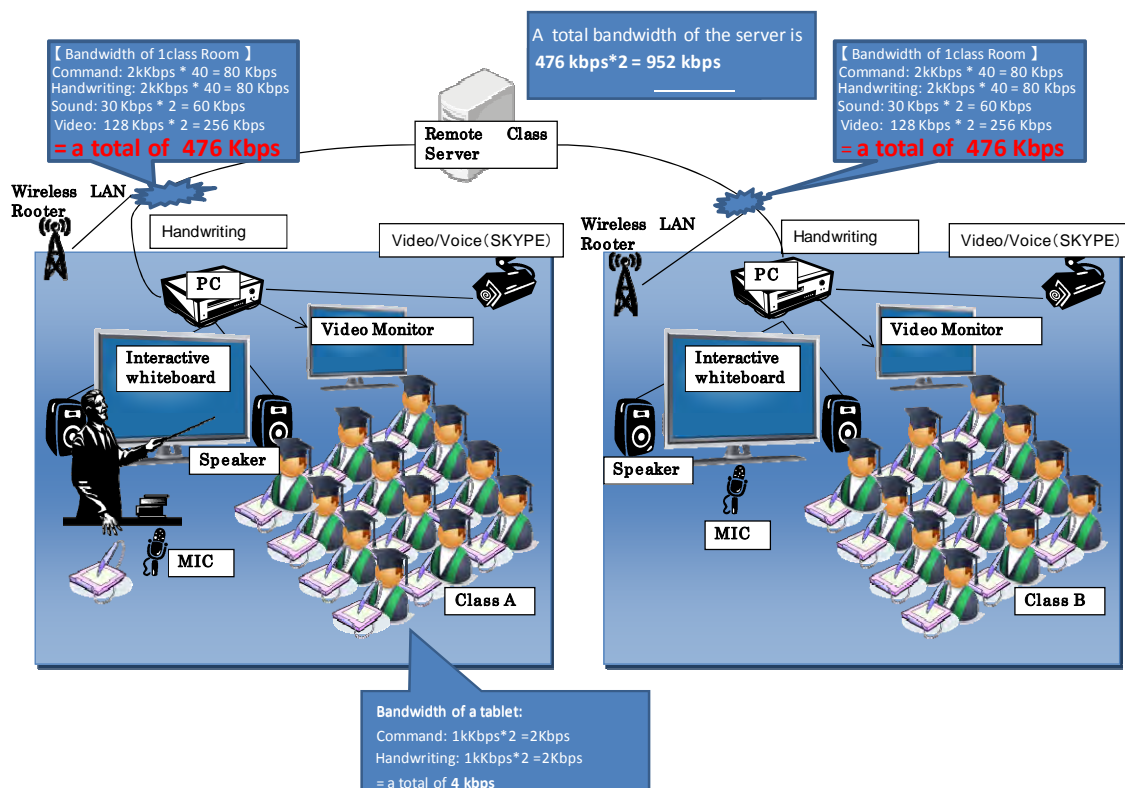 【 Bandwidth of 1class Room 】
Command: 2kKbps * 40 = 80 Kbps
Handwriting: 2kKbps * 40 = 80 Kbps
Sound: 30 Kbps * 2 = 60 Kbps
Video: 128 Kbps * 2 = 256 Kbps
= a total of 476 Kbps
A total bandwidth of the server is
476 kbps*2 = 952 kbps
【 Bandwidth of 1class Room 】
Command: 2kKbps * 40 = 80 Kbps
Handwriting: 2kKbps * 40 = 80 Kbps
Sound: 30 Kbps * 2 = 60 Kbps
Video: 128 Kbps * 2 = 256 Kbps
= a total of 476 Kbps
Remote Class
Server
Wireless LAN
Rooter
Handwriting
Video/Voice(SKYPE)
PC
Video Monitor
Interactive
whiteboard
Speaker
MIC
Class A
Wireless LAN
Rooter
Handwriting
Video/Voice(SKYPE)
PC
Video Monitor
Interactive
whiteboard
Speaker
MIC
Class B
Bandwidth of a tablet:
Command: 1kKbps*2 =2Kbps
Handwriting: 1kKbps*2 =2Kbps
= a total of 4 kbps